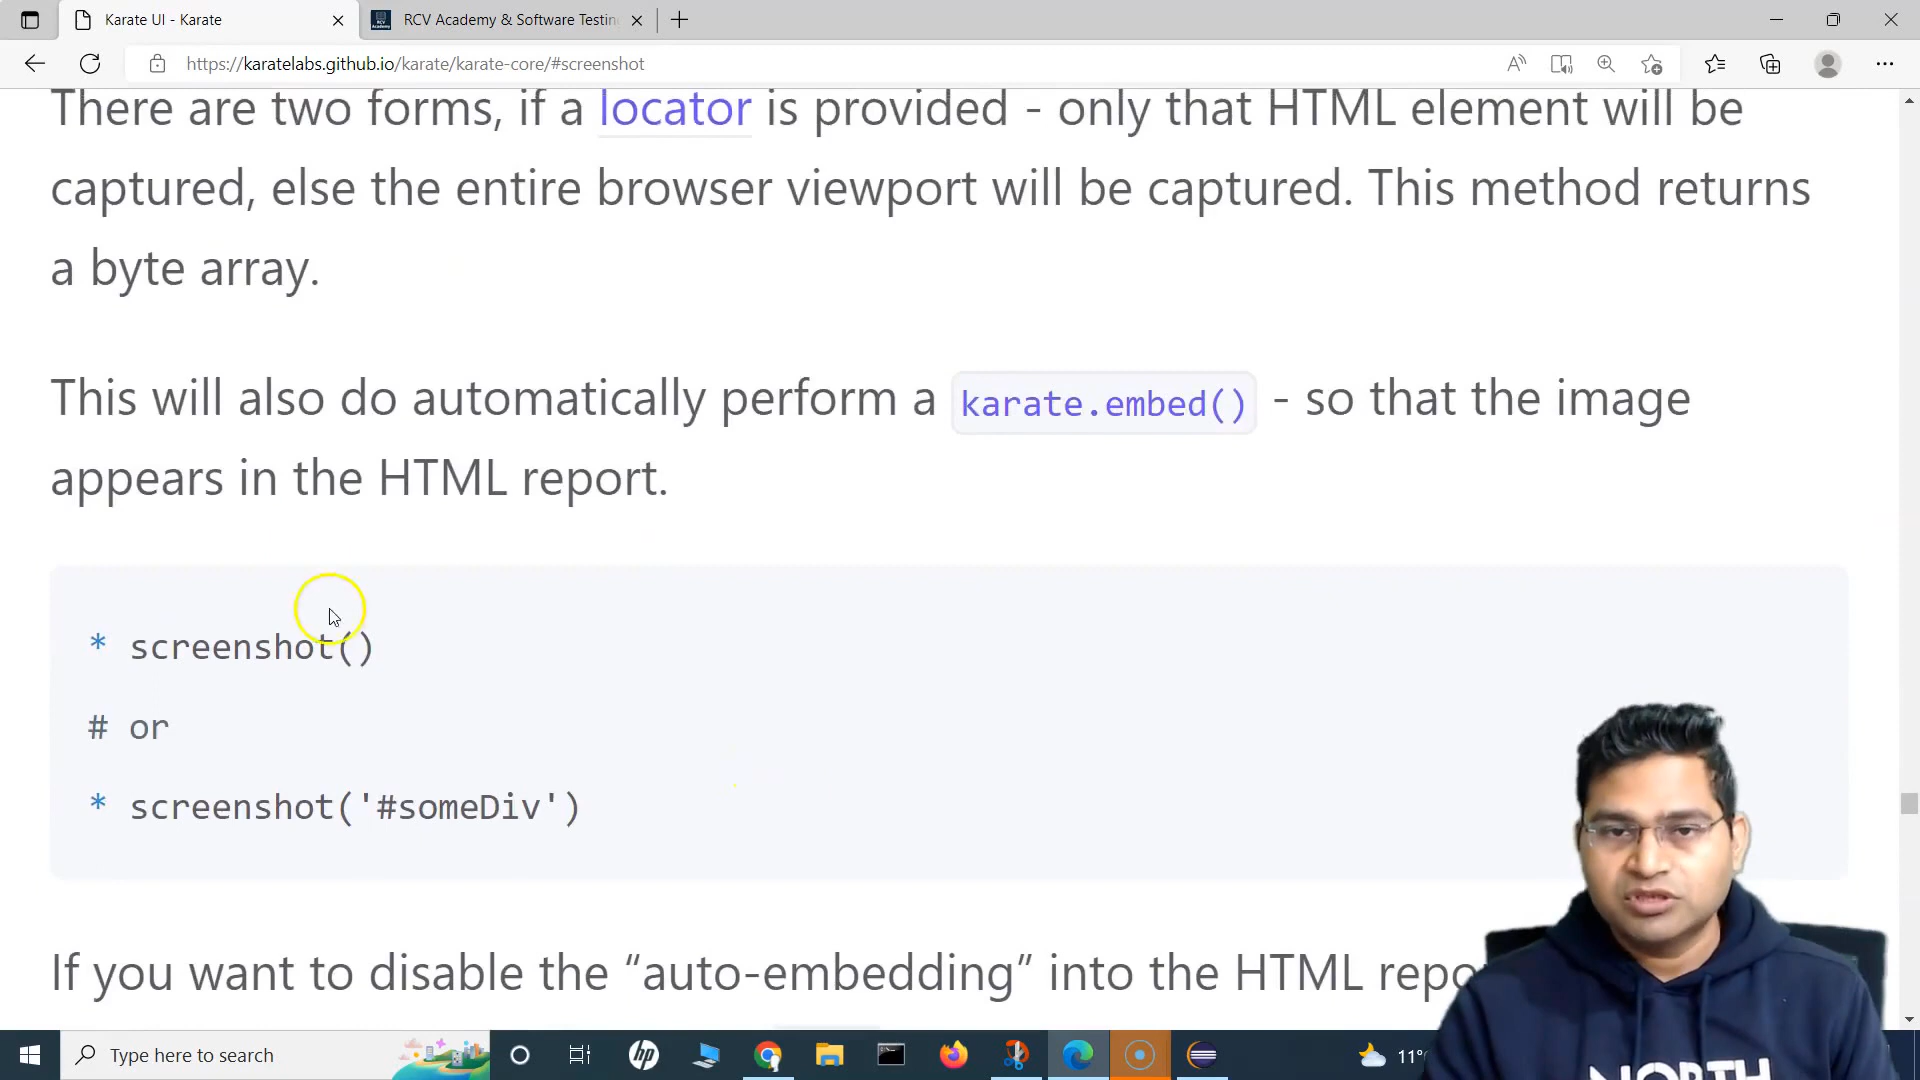 Karate UI - Karate
RCV Academy & Software Testin
https://karatelabs.github.io/karate/karate-core/#screenshot
There are two forms, if a locator is provided - only that HTML element will be
captured, else the entire browser viewport will be captured. This method returns
a byte array.
This will also do automatically perform a karate.embed() - so that the image
appears in the HTML report.
* screenshot()
# or
* screenshot('#someDiv')
If you want to disable the “auto-embedding” into the HTML repo
Type here to search
hp
11°
NORTH